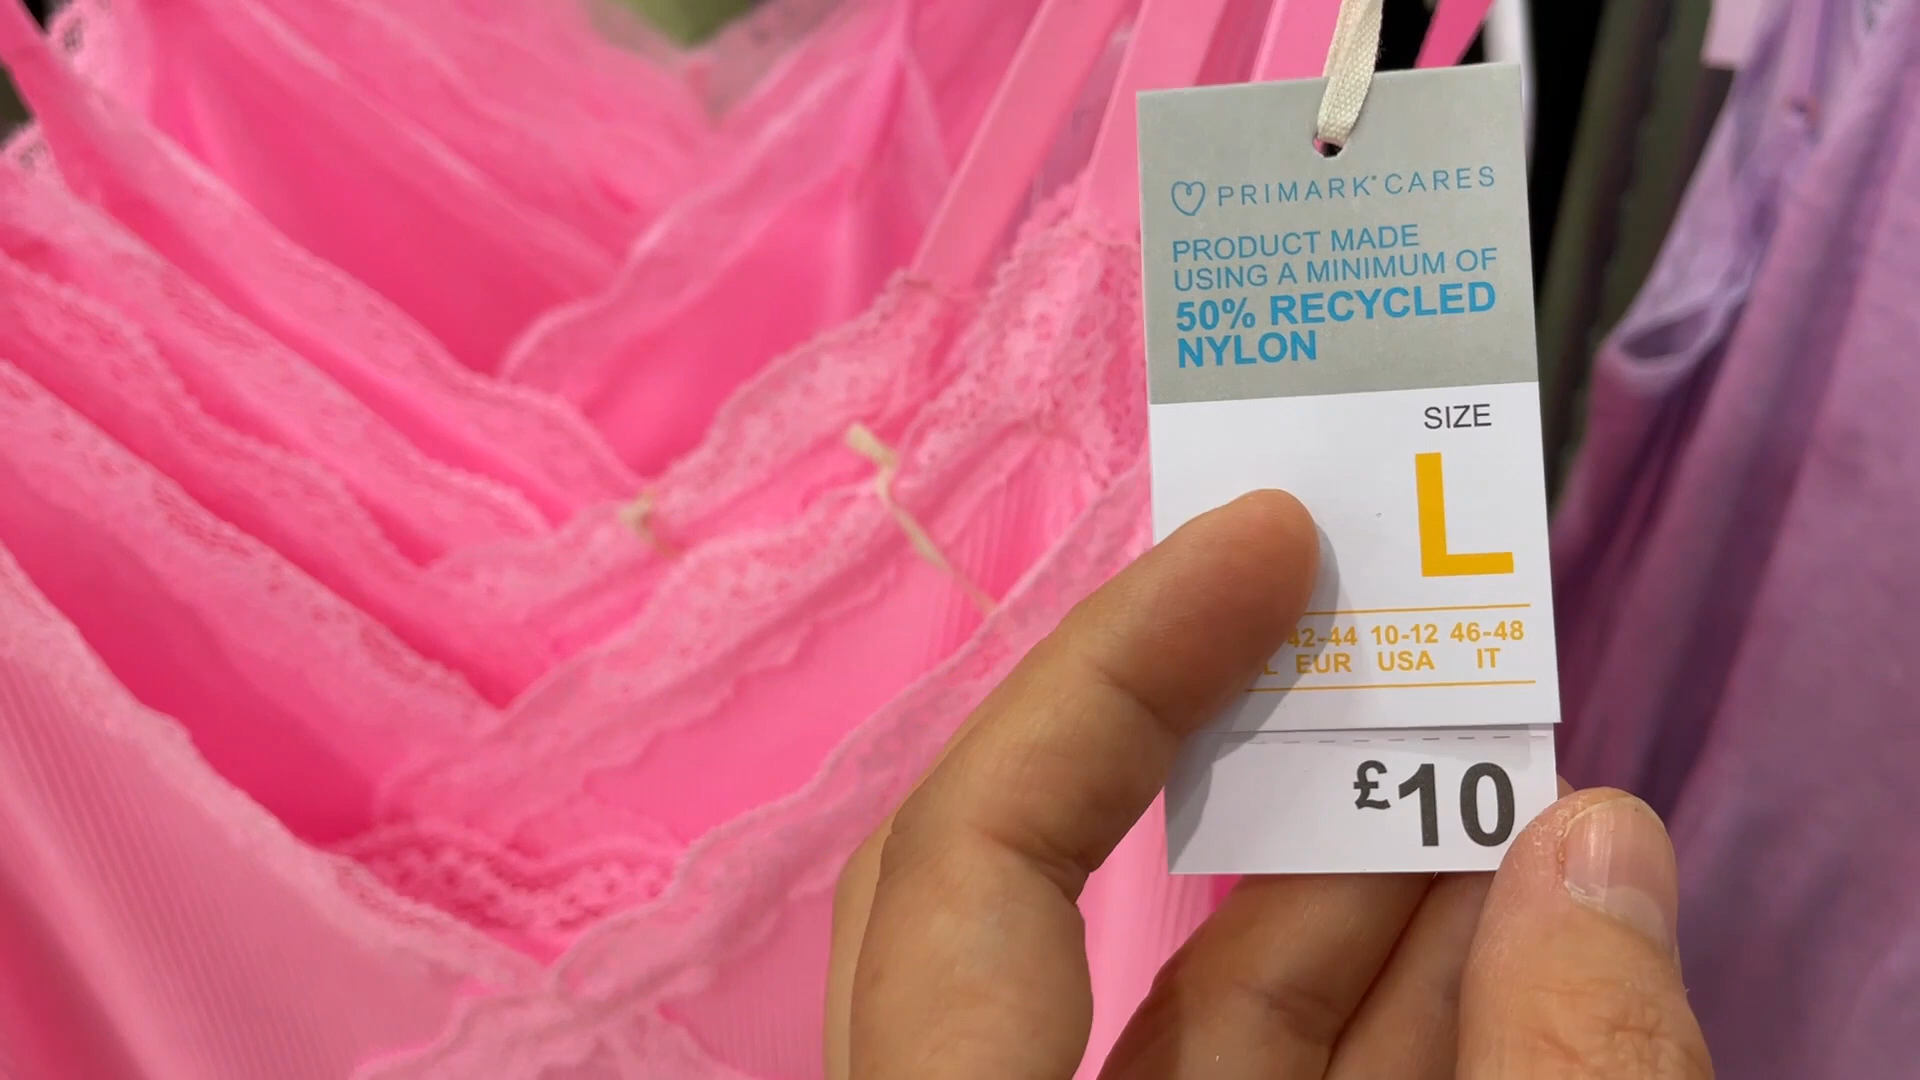 PRIMARK® CARES
PRODUCT MADE
USING A MINIMUM OF
50% RECYCLED
NYLON
SIZE
L
42-44 10-12 46-48
EUR USA IT
£10